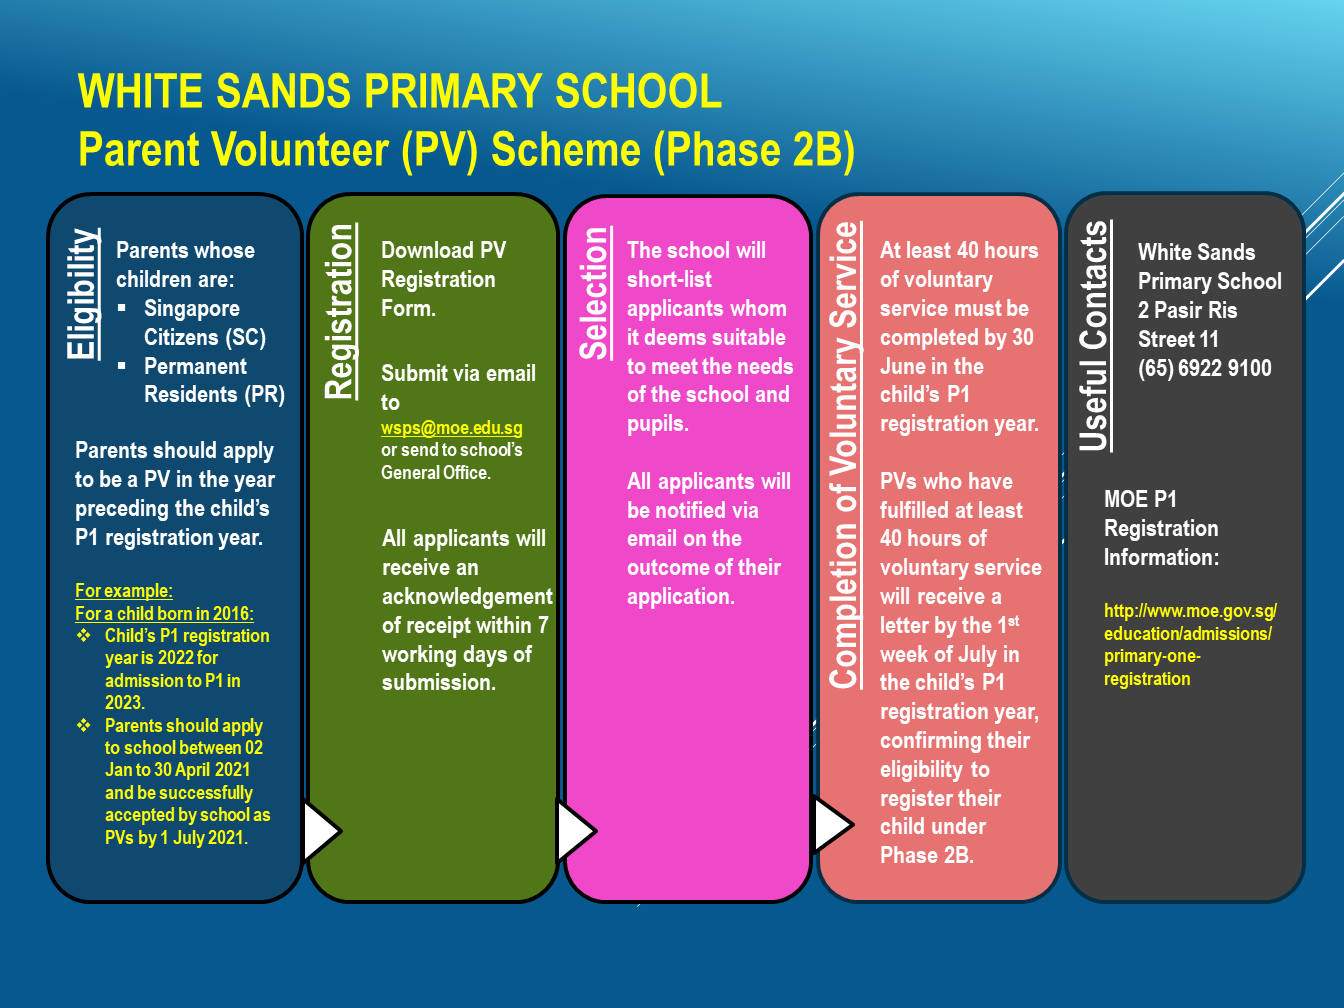 WHITE SANDS PRIMARY SCHOOL
Parent Volunteer (PV) Scheme (Phase 2B)
Eligibility
Parents whose
children are:
▪ Singapore
Citizens (SC)
▪ Permanent
Residents (PR)
Parents should apply
to be a PV in the year
preceding the child’s
P1 registration year.
For example:
For a child born in 2016:
❖ Child’s P1 registration
year is 2022 for
admission to P1 in
2023.
❖ Parents should apply
to school between 02
Jan to 30 April 2021
and be successfully
accepted by school as
PVs by 1 July 2021.
Registration
Download PV
Registration
Form.
Submit via email
to
wsps@moe.edu.sg
or send to school’s
General Office.
All applicants will
receive an
acknowledgement
of receipt within 7
working days of
submission.
Selection
The school will
short-list
applicants whom
it deems suitable
to meet the needs
of the school and
pupils.
All applicants will
be notified via
email on the
outcome of their
application.
Completion of Voluntary Service
At least 40 hours
of voluntary
service must be
completed by 30
June in the
child’s P1
registration year.
PVs who have
fulfilled at least
40 hours of
voluntary service
will receive a
letter by the 1st
week of July in
the child’s P1
registration year,
confirming their
eligibility to
register their
child under
Phase 2B.
Useful Contacts
White Sands
Primary School
2 Pasir Ris
Street 11
(65) 6922 9100
MOE P1
Registration
Information:
http://www.moe.gov.sg/
education/admissions/
primary-one-
registration